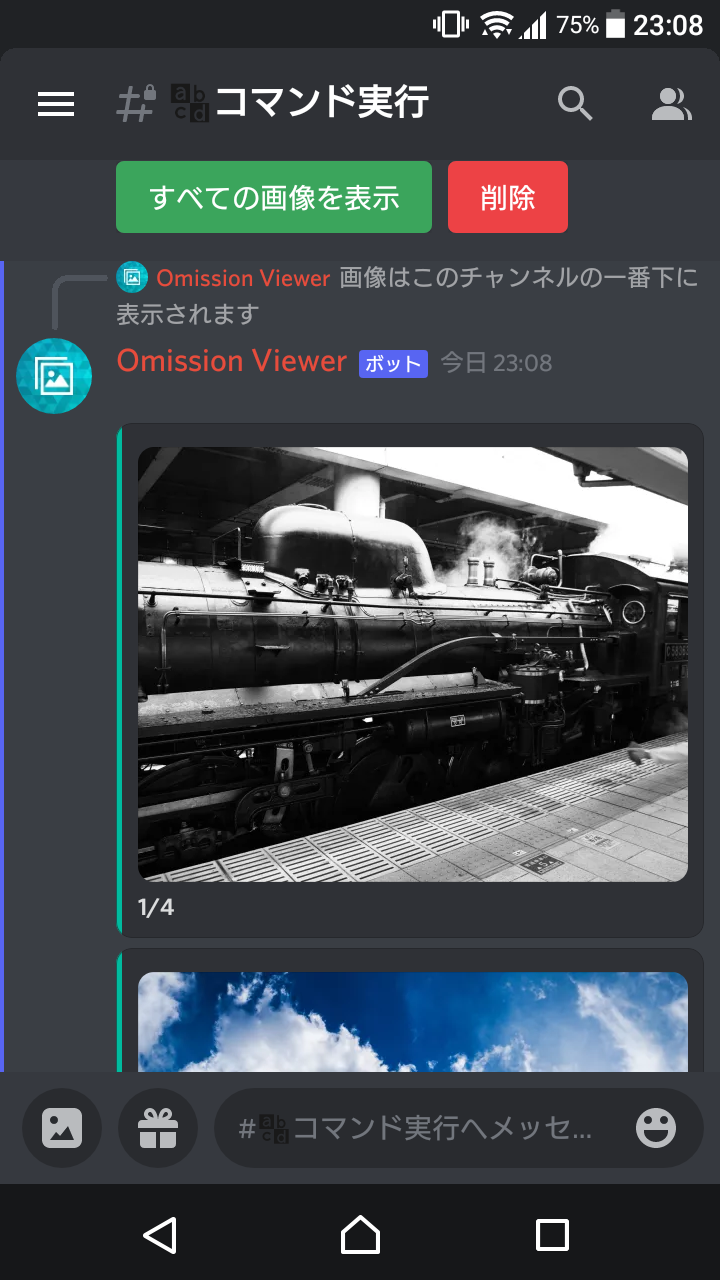 75% 23:08
コマンド実行
すべての画像を表示 削除
Omission Viewer 画像はこのチャンネルの一番下に
表示されます
Omission Viewer ボット 今日 23:08
1/4
#コマンド実行へメッセ...